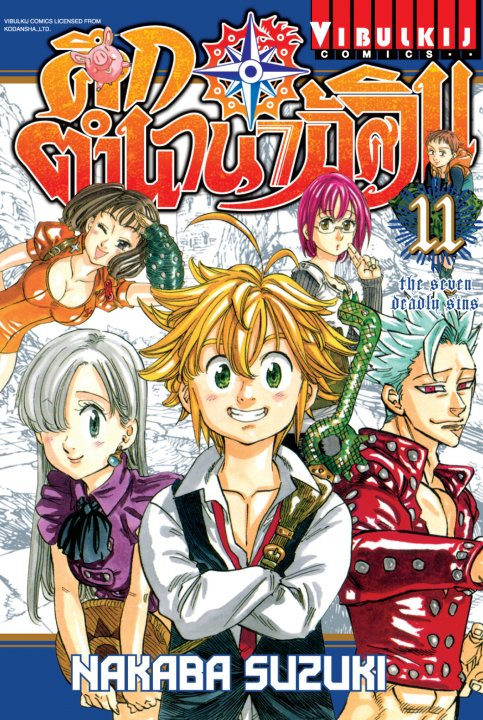 VIBULKIJ COMICS LICENSED FROM
KODANSHA.,LTD.
VIBULKIJ
COMICS
ศึก
ตำนาน 7 อัศวิน
11
the seven
deadly sins
NAKABA SUZUKI